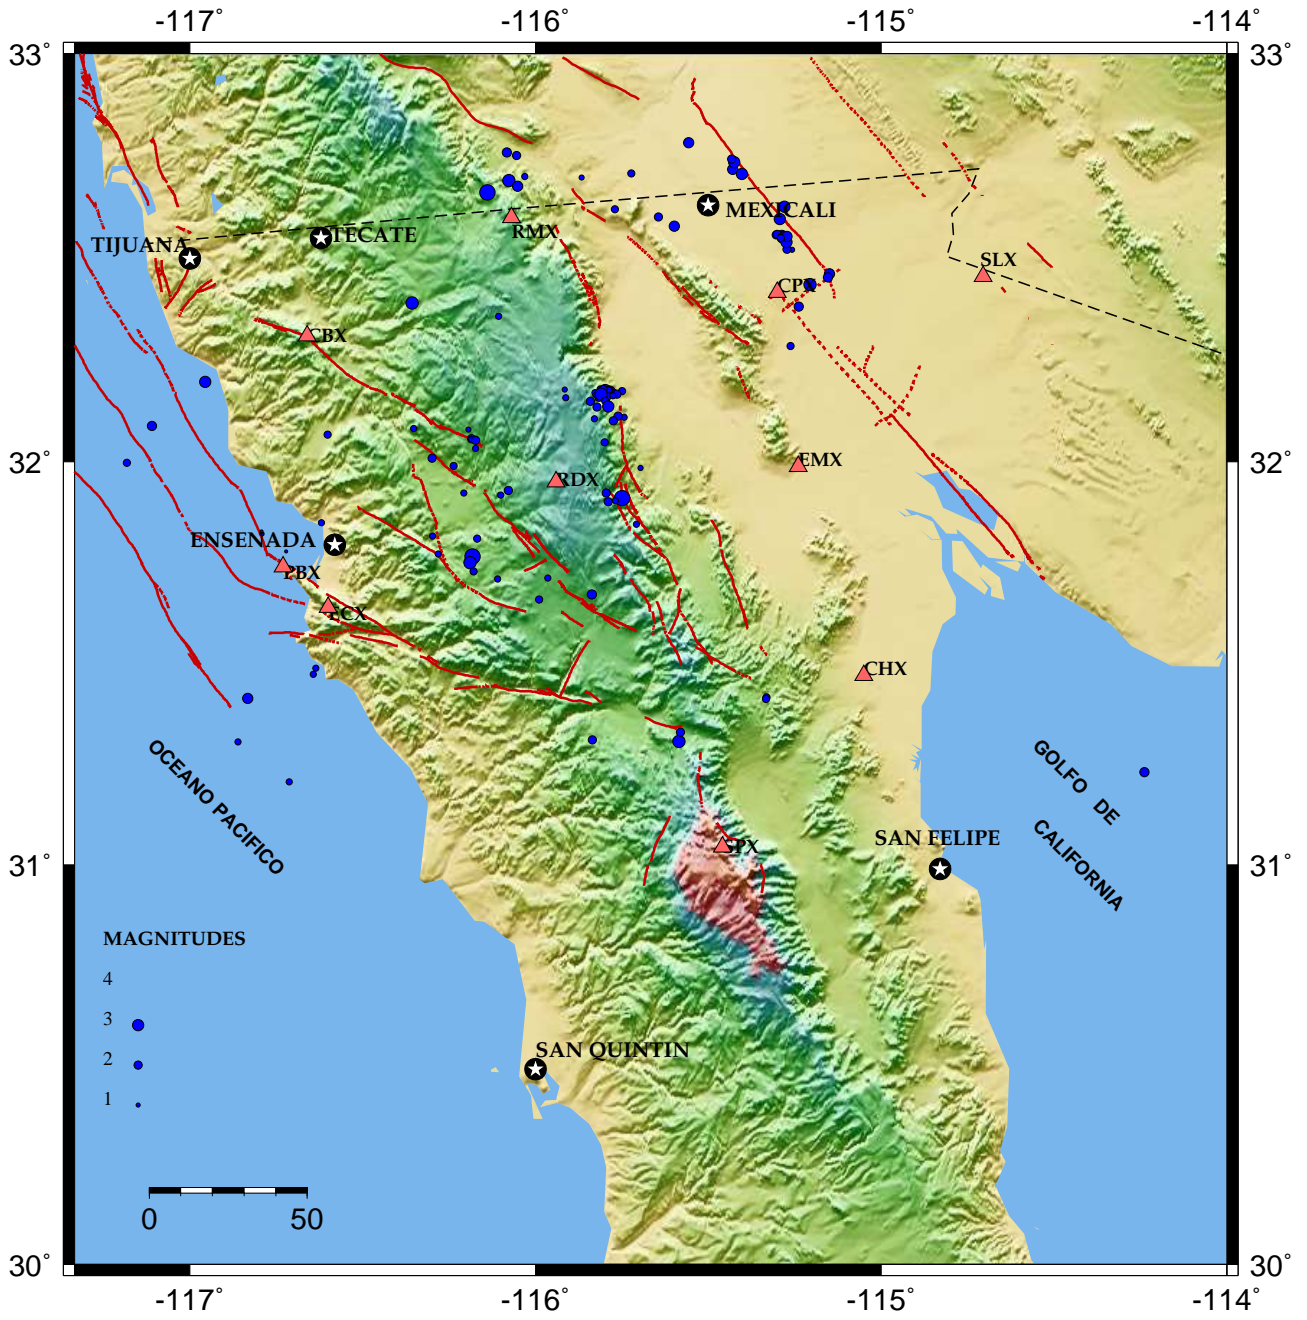 -117° -116° -115° -114°
33° 33°
MEXICALI
RMX
TECATE
TIJUANA
SLX
CPX
CBX
32° EMX 32°
RDX
ENSENADA
PBX
ECX
CHX
OCEANO PACIFICO
GOLFO DE
CALIFORNIA
SAN FELIPE
SPX
31° 31°
MAGNITUDES
4
3
2
1
SAN QUINTIN
0 50
30° 30°
-117° -116° -115° -114°